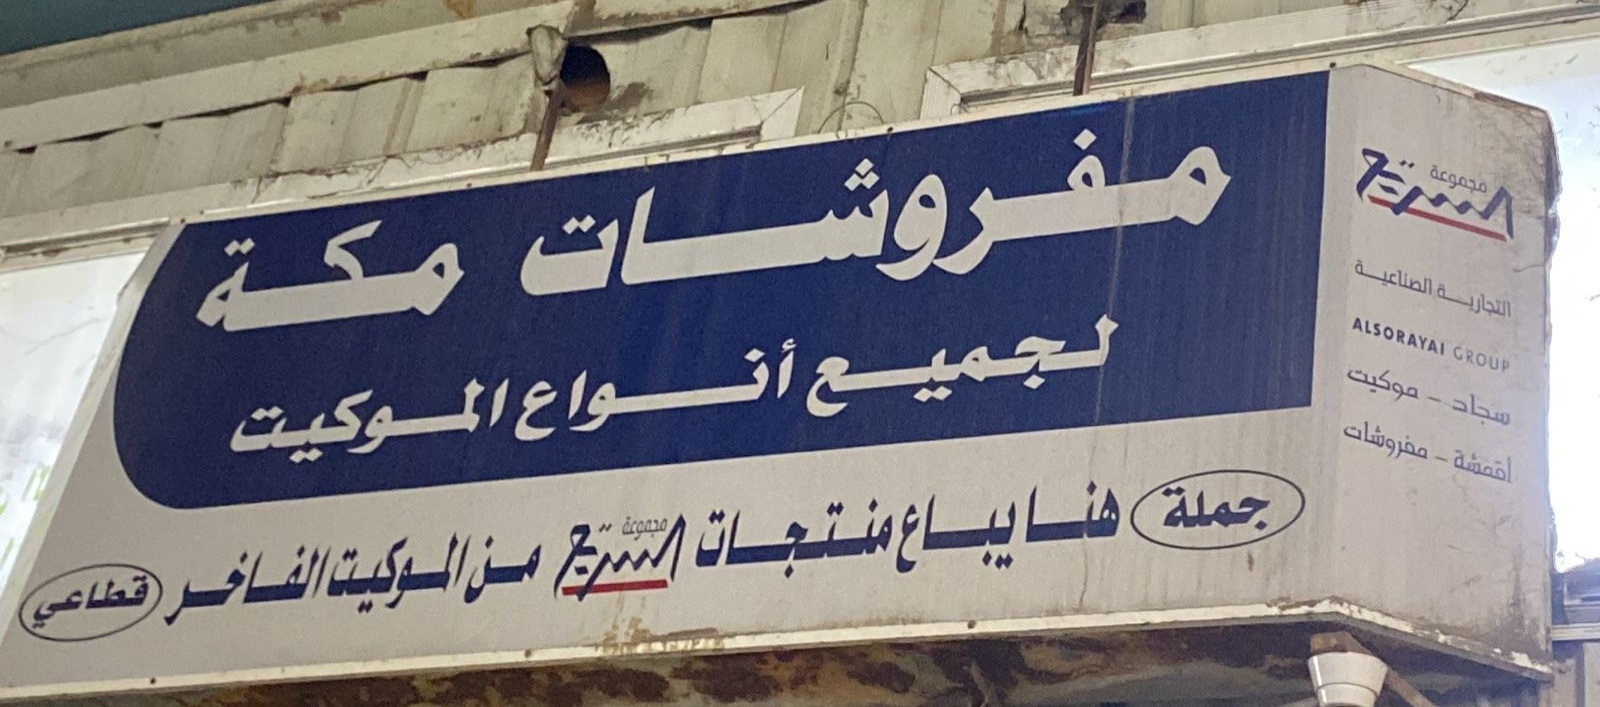 مفروشات مكة
لجميع أنواع الموكيت
جملة هنا يباع منتجات مجموعة السريع من الموكيت الفاخر قطاعي
مجموعة السريع
التجارية الصناعية
ALSORAYAI GROUP
سجاد - موكيت
أقمشة - مفروشات